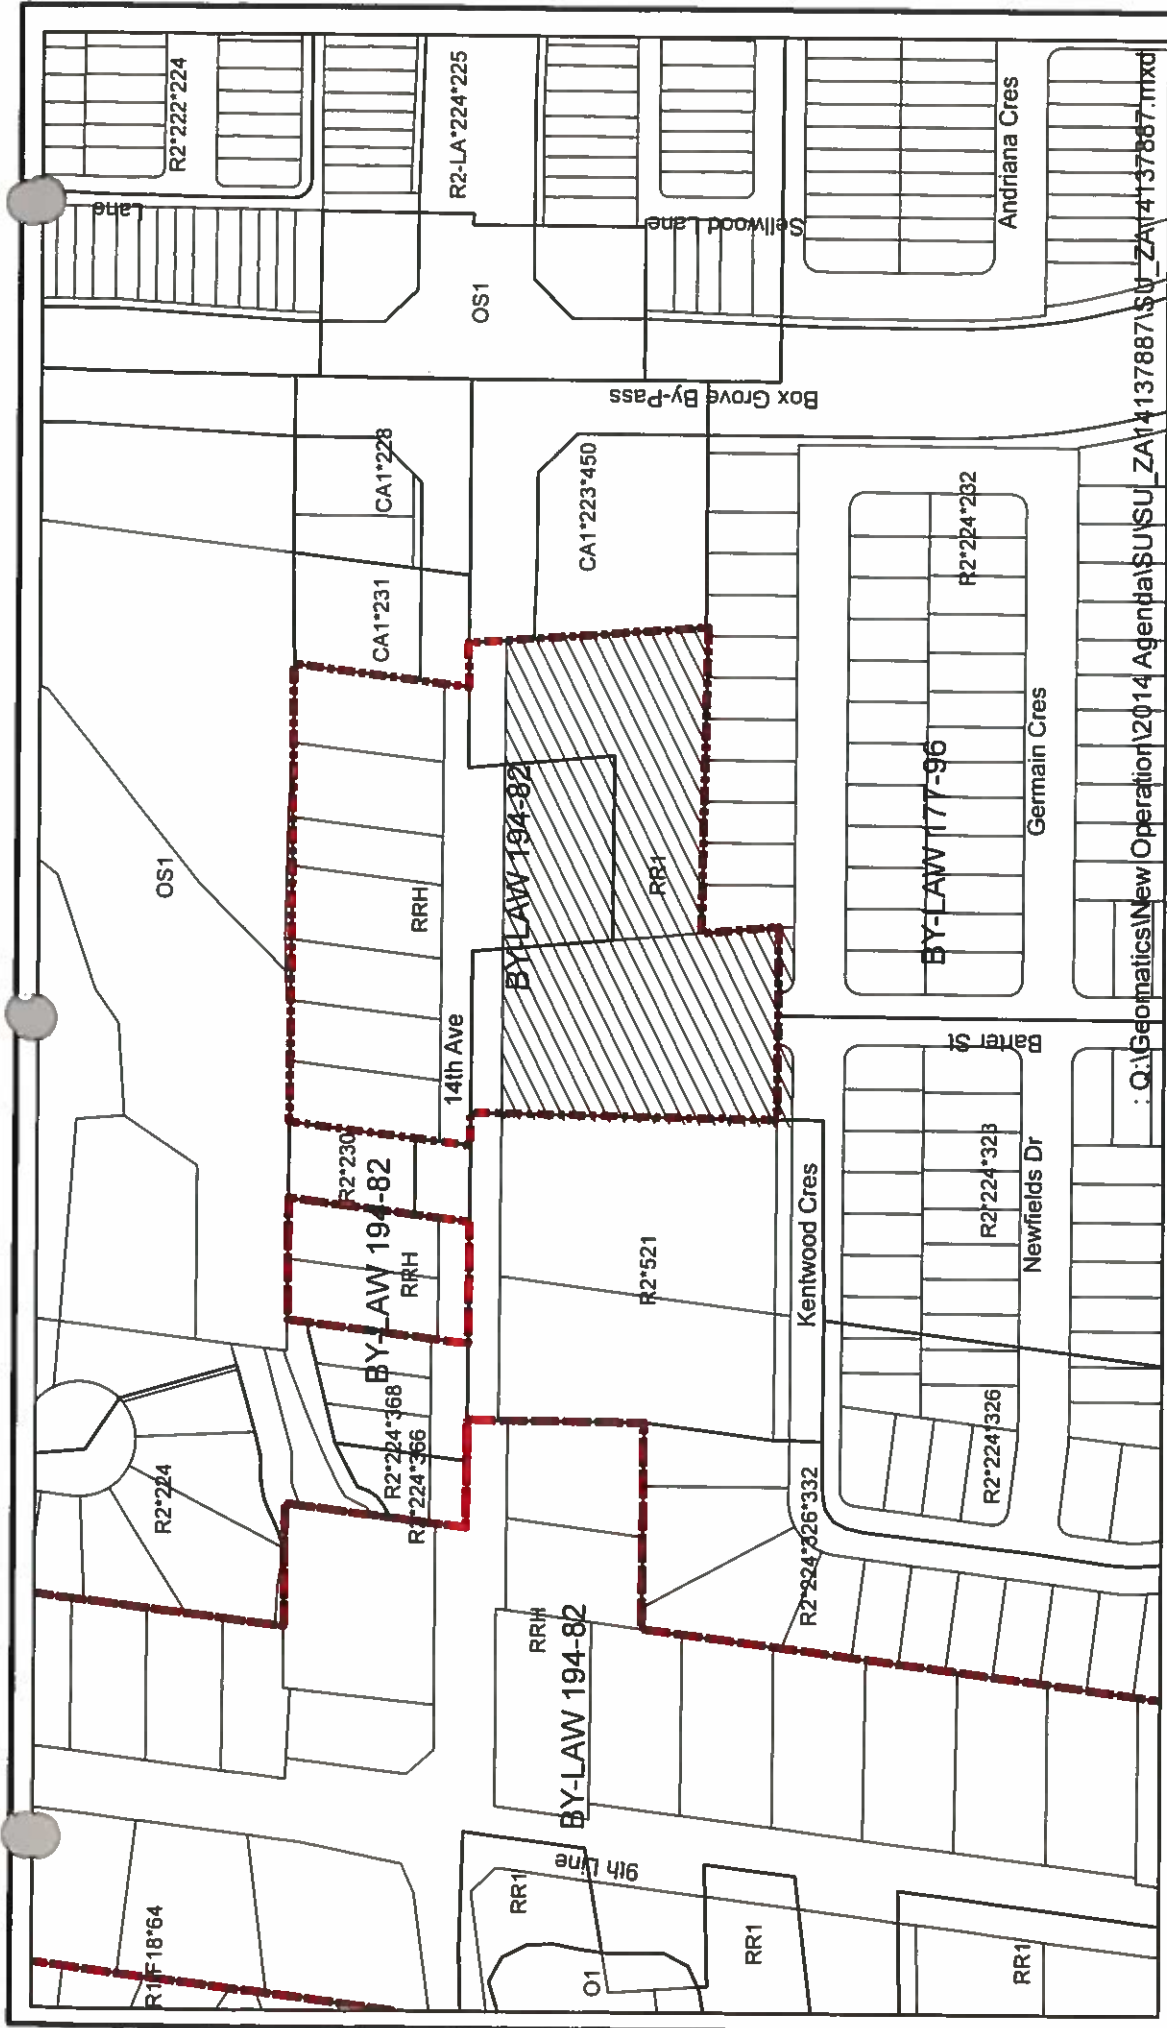 R1/F18*64
R2*224
OS1
R2*222*224
Lane
R2-LA*224*225
OS1
Sellwood Lane
Andriana Cres
CA1*228
CA1*231
CA1*223*450
Box Grove By-Pass
R2*230
BY-LAW 194-82
RRH
RRH
R2*224*368
R2*224*366
14th Ave
BY-LAW 194-82
RR1
RRH
BY-LAW 194-82
R2*521
9th Line
RR1
O1
RR1
RR1
R2*224*326*332
Kentwood Cres
R2*224*326
R2*224*323
Newfields Dr
Barter St
BY-LAW 177-96
R2*224*232
Germain Cres
: Q:\Geomatics\New Operation\2014 Agenda\SU\SU_ZA14137887\SU_ZA14137887.mxd